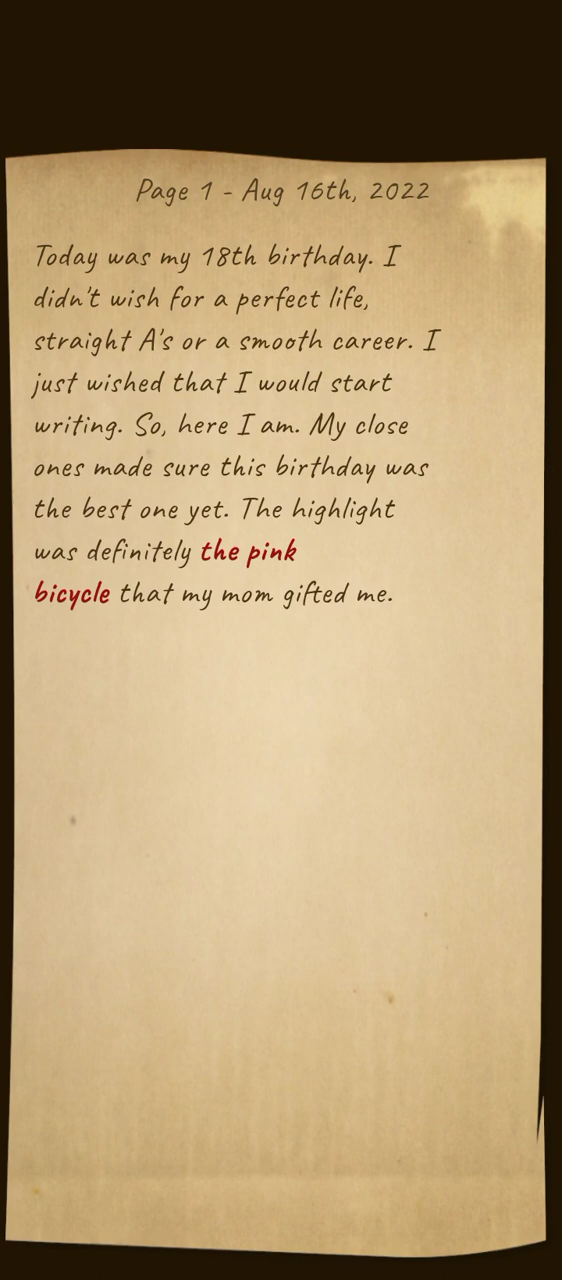 Page 1 - Aug 16th, 2022
Today was my 18th birthday. I
didn't wish for a perfect life,
straight A's or a smooth career. I
just wished that I would start
writing. So, here I am. My close
ones made sure this birthday was
the best one yet. The highlight
was definitely the pink
bicycle that my mom gifted me.